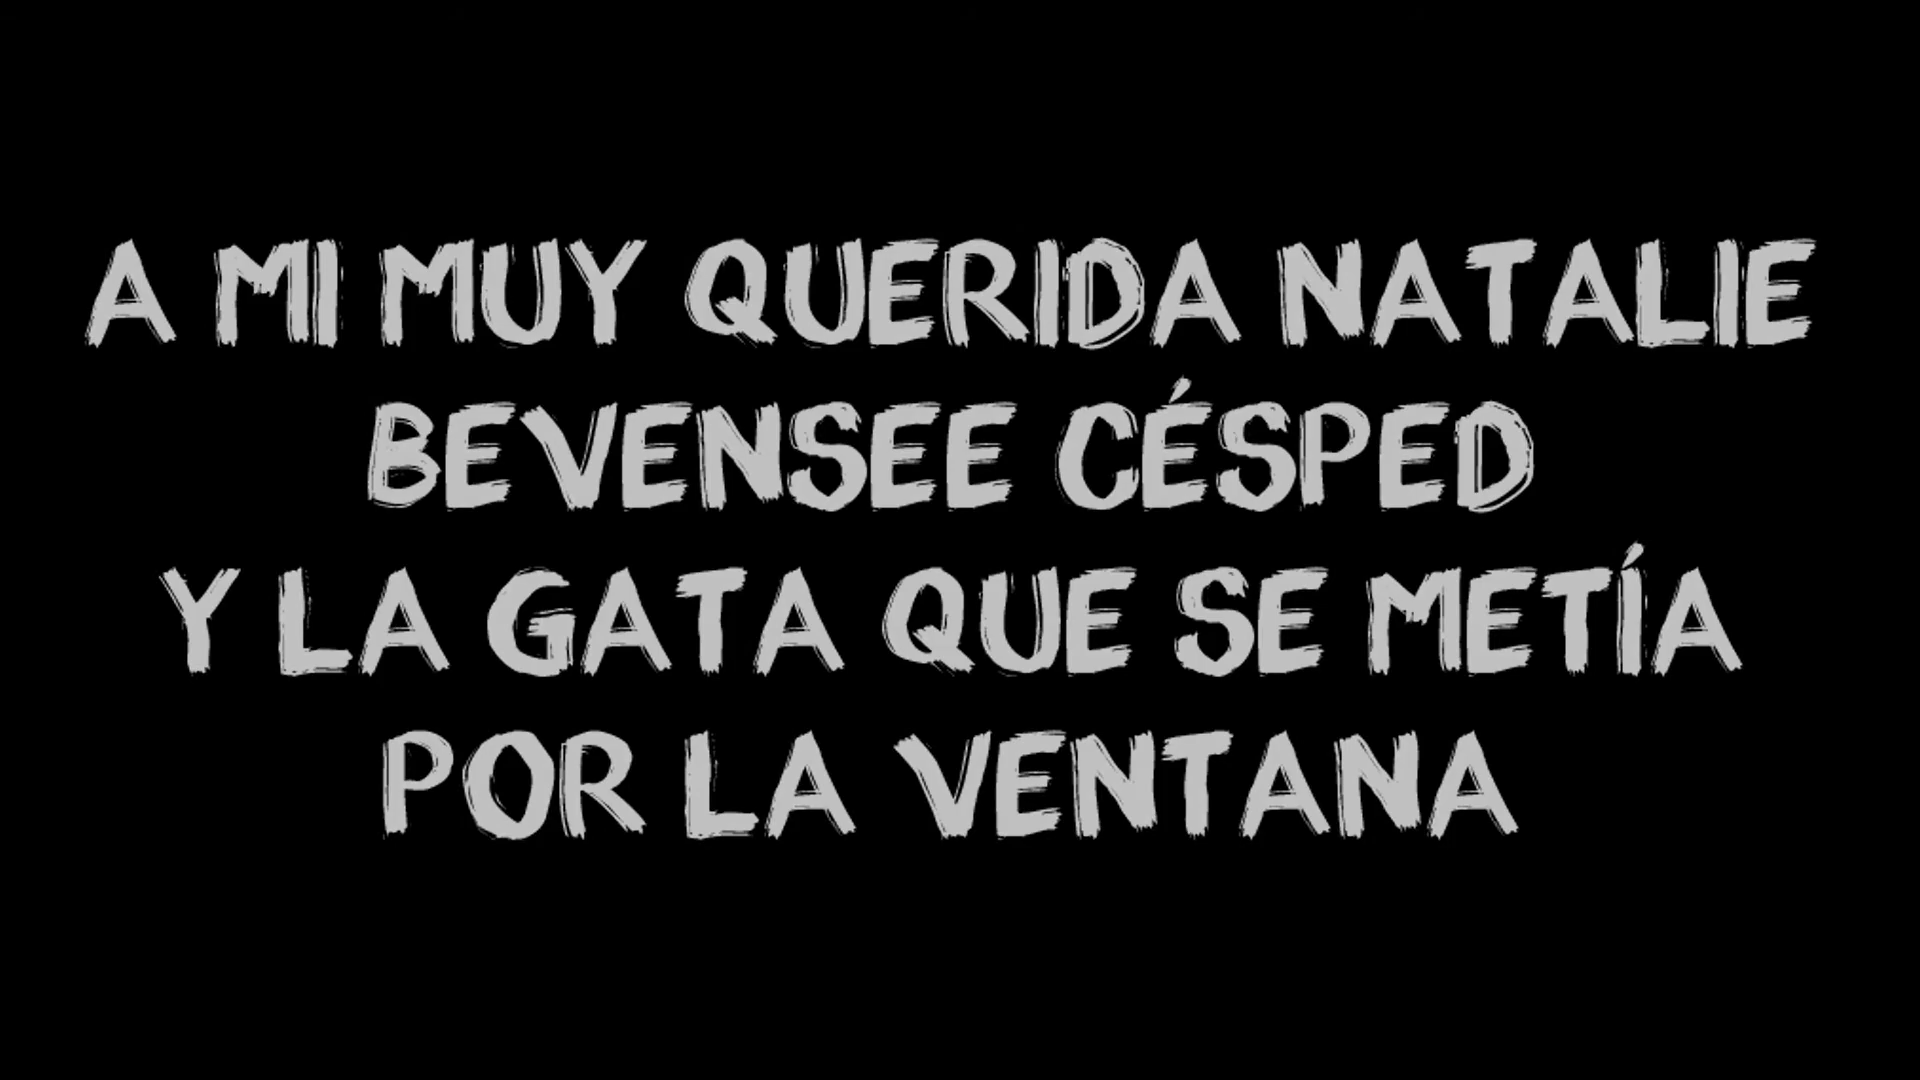 A MI MUY QUERIDA NATALIE
BEVENSEE CÉSPED
Y LA GATA QUE SE METÍA
POR LA VENTANA